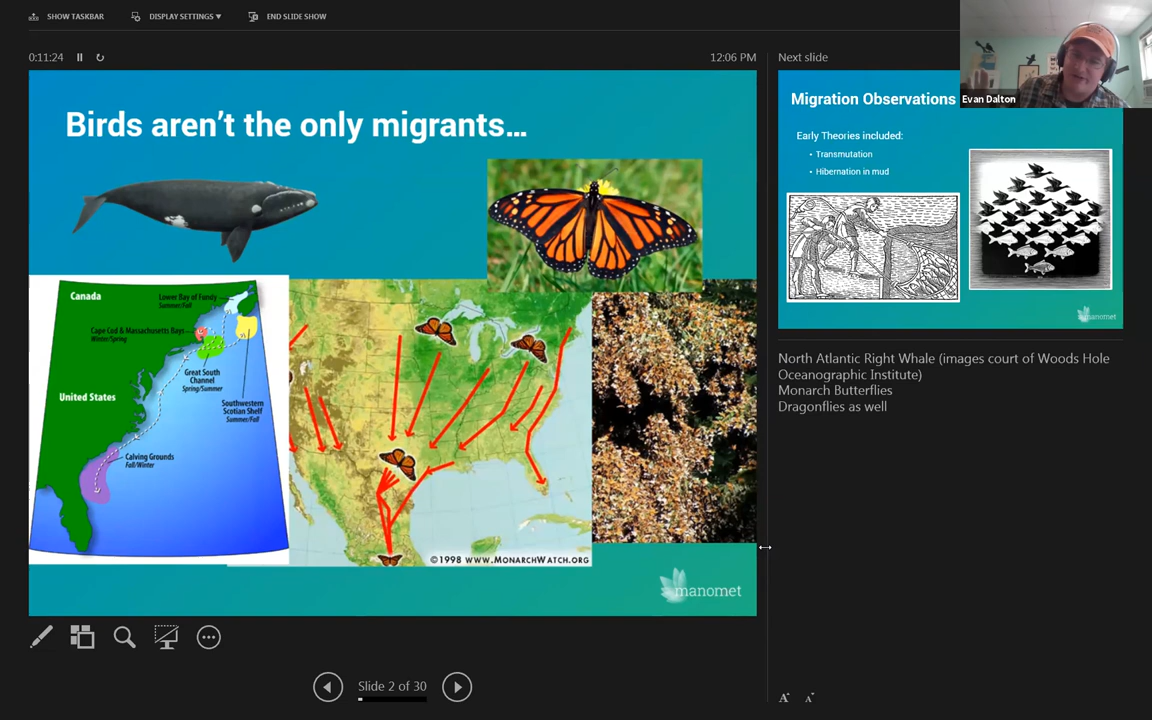 SHOW TASKBAR
DISPLAY SETTINGS ▼
END SLIDE SHOW
0:11:24
12:06 PM
Birds aren't the only migrants...
Canada
Lower Bay of Fundy
Summer/Fall
Cape Cod & Massachusetts Bays
Winter/Spring
Great South
Channel
Spring/Summer
United States
Southwestern
Scotian Shelf
Summer/Fall
Calving Grounds
Fall/Winter
©1998 WWW.MONARCHWATCH.ORG
manomet
Slide 2 of 30
Next slide
Evan Dalton
Migration Observations
Early Theories included:
• Transmutation
• Hibernation in mud
manomet
North Atlantic Right Whale (images court of Woods Hole
Oceanographic Institute)
Monarch Butterflies
Dragonflies as well
A
A